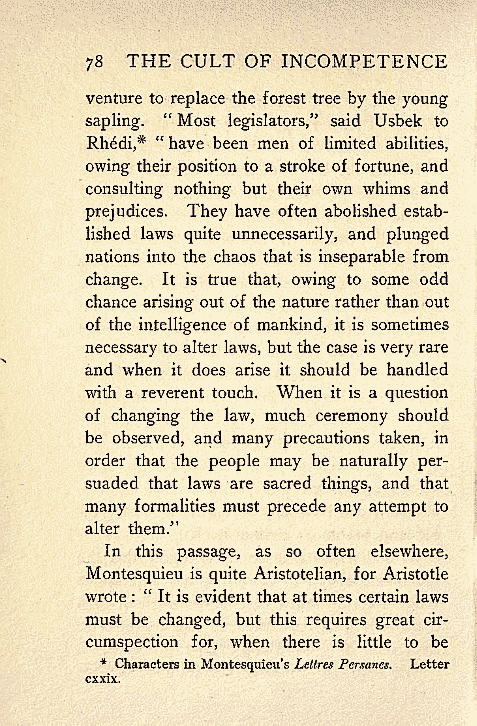 78 THE CULT OF INCOMPETENCE
venture to replace the forest tree by the young
sapling. “ Most legislators,” said Usbek to
Rhédi,* “ have been men of limited abilities,
owing their position to a stroke of fortune, and
consulting nothing but their own whims and
prejudices. They have often abolished estab-
lished laws quite unnecessarily, and plunged
nations into the chaos that is inseparable from
change. It is true that, owing to some odd
chance arising out of the nature rather than out
of the intelligence of mankind, it is sometimes
necessary to alter laws, but the case is very rare
and when it does arise it should be handled
with a reverent touch. When it is a question
of changing the law, much ceremony should
be observed, and many precautions taken, in
order that the people may be naturally per-
suaded that laws are sacred things, and that
many formalities must precede any attempt to
alter them.”
In this passage, as so often elsewhere,
Montesquieu is quite Aristotelian, for Aristotle
wrote : “ It is evident that at times certain laws
must be changed, but this requires great cir-
cumspection for, when there is little to be
* Characters in Montesquieu's Lettres Persanes. Letter
cxxix.